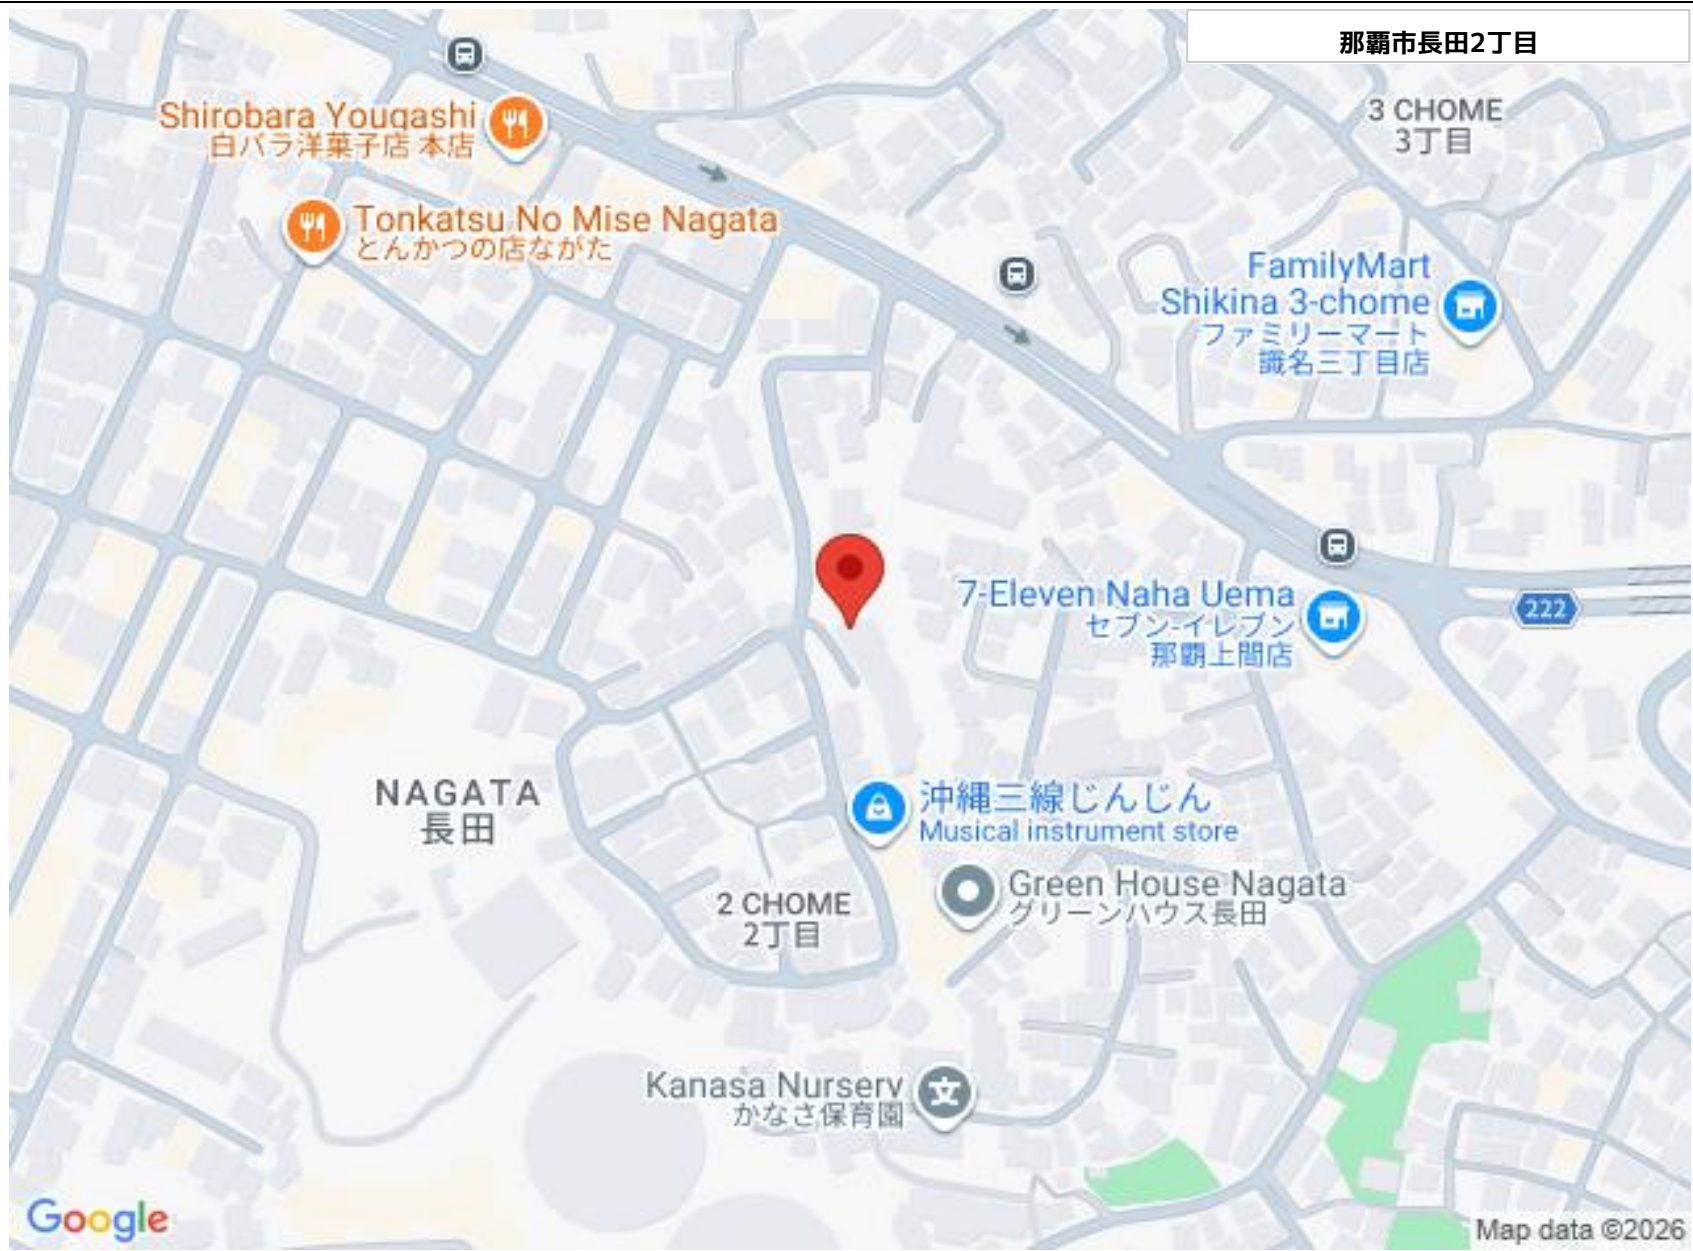 那覇市長田2丁目
Shirobara Yougashi
白バラ洋菓子店 本店
3 CHOME
3丁目
Tonkatsu No Mise Nagata
とんかつの店ながた
FamilyMart
Shikina 3-chome
ファミリーマート
識名三丁目店
7-Eleven Naha Uema
セブン-イレブン
那覇上間店
222
NAGATA
長田
沖縄三線じんじん
Musical instrument store
Green House Nagata
グリーンハウス長田
2 CHOME
2丁目
Kanasa Nursery
かなさ保育園
Google
Map data ©2026